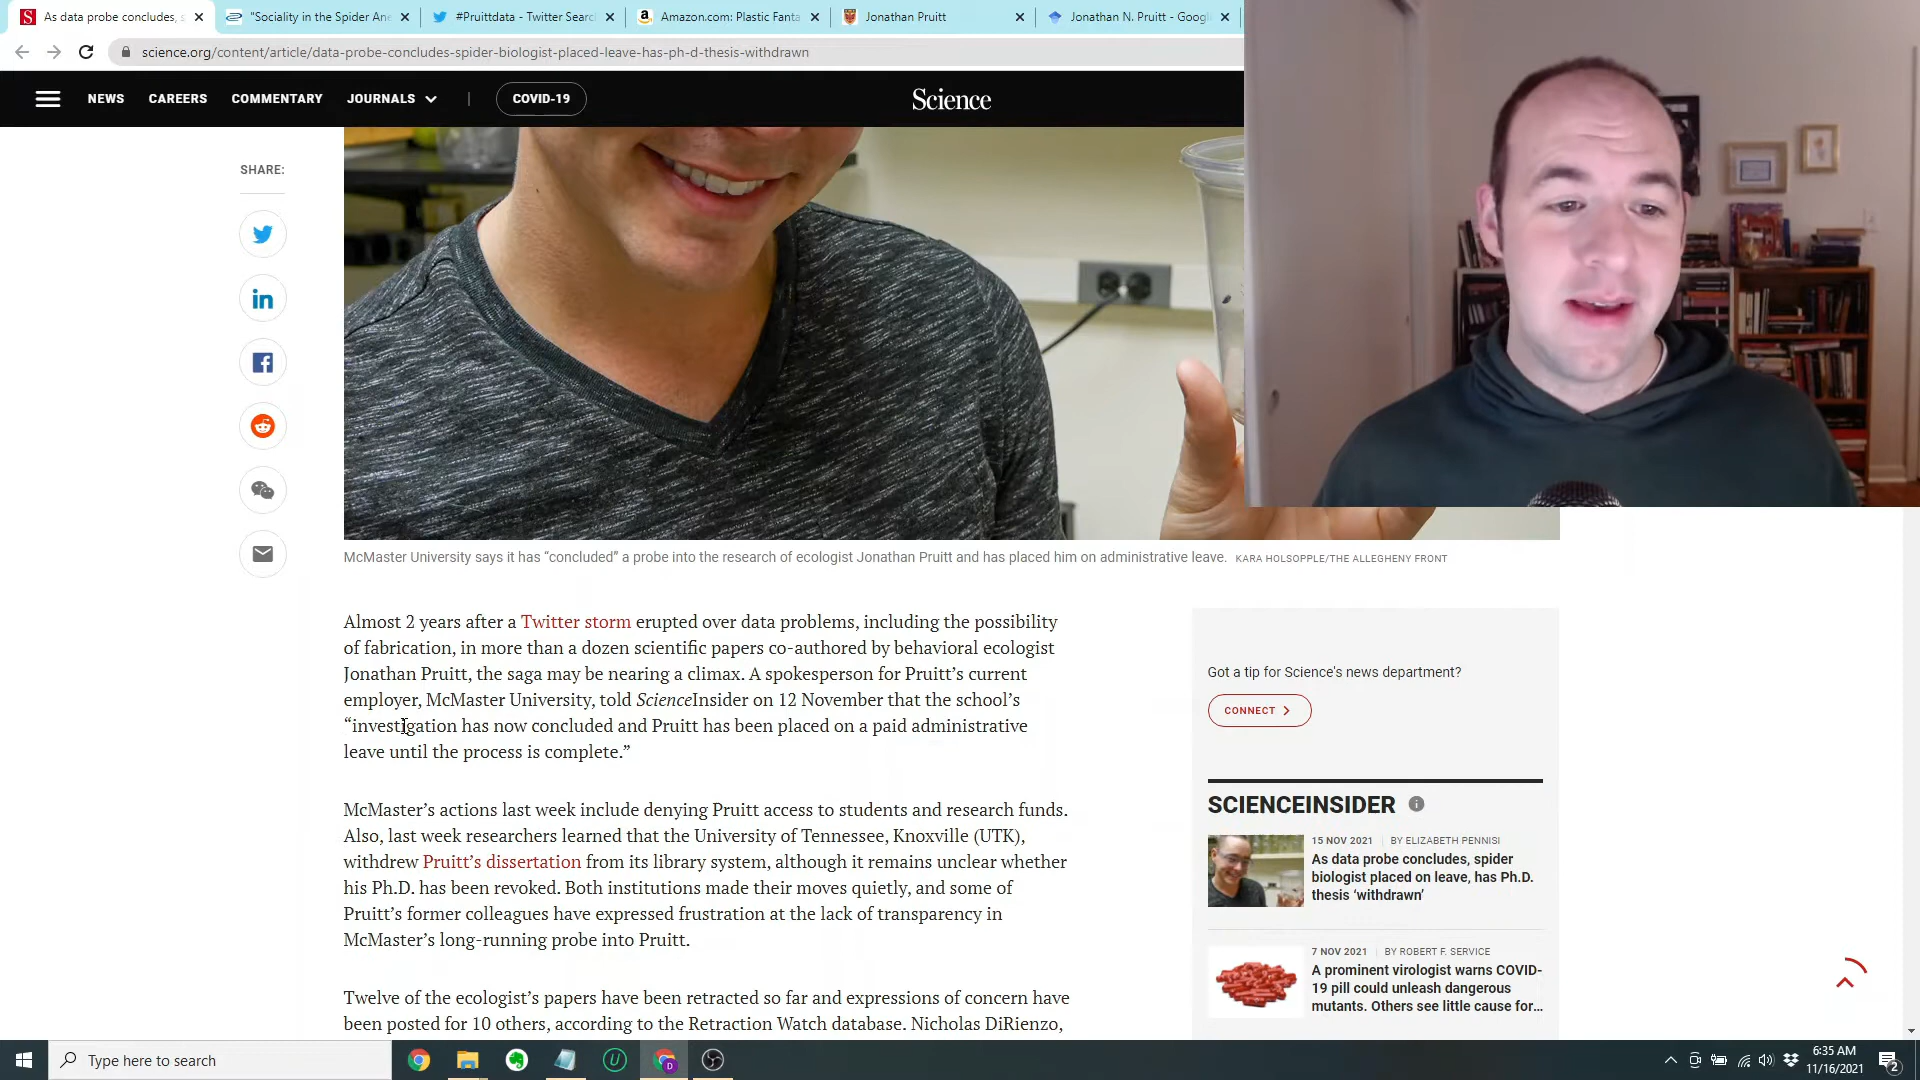 As data probe concludes, s
"Sociality in the Spider Ane
#Pruittdata - Twitter Searc
Amazon.com: Plastic Fanta
Jonathan Pruitt
Jonathan N. Pruitt - Googl
science.org/content/article/data-probe-concludes-spider-biologist-placed-leave-has-ph-d-thesis-withdrawn
NEWS
CAREERS
COMMENTARY
JOURNALS
COVID-19
Science
SHARE:
McMaster University says it has “concluded” a probe into the research of ecologist Jonathan Pruitt and has placed him on administrative leave. KARA HOLSOPPLE/THE ALLEGHENY FRONT
Almost 2 years after a Twitter storm erupted over data problems, including the possibility
of fabrication, in more than a dozen scientific papers co-authored by behavioral ecologist
Jonathan Pruitt, the saga may be nearing a climax. A spokesperson for Pruitt’s current
employer, McMaster University, told ScienceInsider on 12 November that the school’s
“investigation has now concluded and Pruitt has been placed on a paid administrative
leave until the process is complete.”
McMaster’s actions last week include denying Pruitt access to students and research funds.
Also, last week researchers learned that the University of Tennessee, Knoxville (UTK),
withdrew Pruitt’s dissertation from its library system, although it remains unclear whether
his Ph.D. has been revoked. Both institutions made their moves quietly, and some of
Pruitt’s former colleagues have expressed frustration at the lack of transparency in
McMaster’s long-running probe into Pruitt.
Twelve of the ecologist’s papers have been retracted so far and expressions of concern have
been posted for 10 others, according to the Retraction Watch database. Nicholas DiRienzo,
Got a tip for Science's news department?
CONNECT
SCIENCEINSIDER
15 NOV 2021 | BY ELIZABETH PENNISI
As data probe concludes, spider
biologist placed on leave, has Ph.D.
thesis ‘withdrawn’
7 NOV 2021 | BY ROBERT F. SERVICE
A prominent virologist warns COVID-
19 pill could unleash dangerous
mutants. Others see little cause for...
Type here to search
6:35 AM
11/16/2021
2